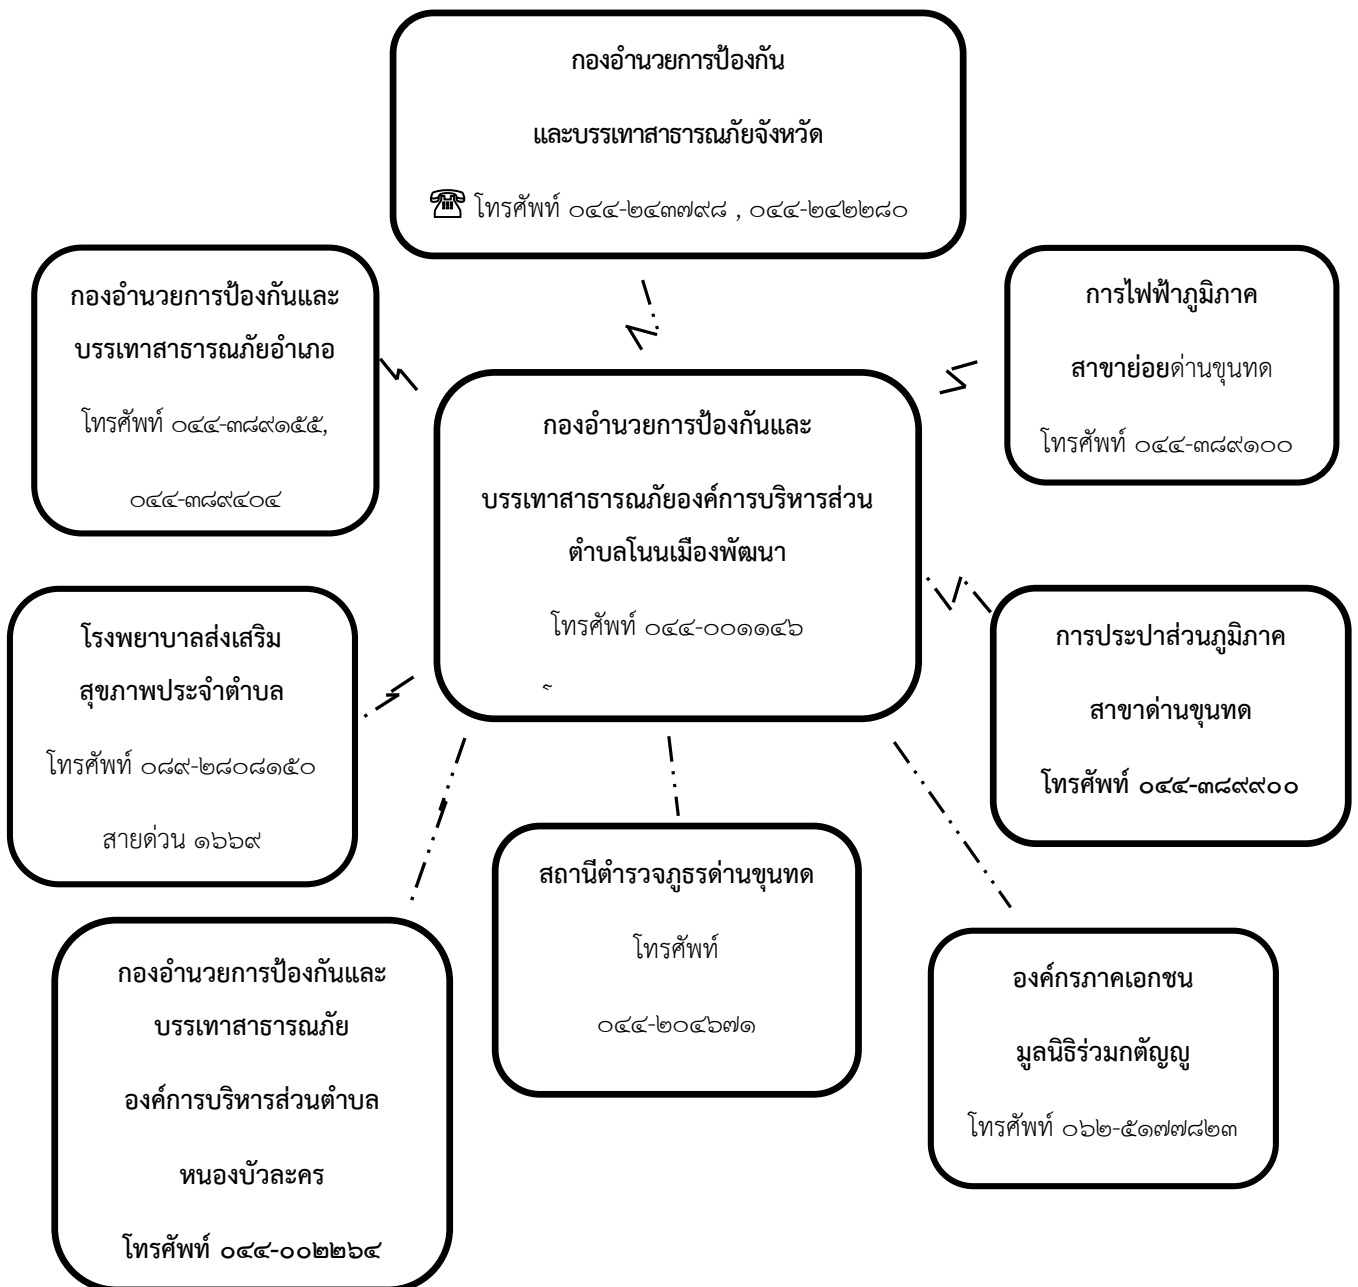 กองอำนวยการป้องกัน
และบรรเทาสาธารณภัยจังหวัด
☎ โทรศัพท์ ๐๔๔-๒๔๓๗๙๘ , ๐๔๔-๒๔๒๒๘๐
กองอำนวยการป้องกันและ
บรรเทาสาธารณภัยอำเภอ
โทรศัพท์ ๐๔๔-๓๘๙๑๕๕,
๐๔๔-๓๘๙๔๐๔
การไฟฟ้าภูมิภาค
สาขาย่อยด่านขุนทด
โทรศัพท์ ๐๔๔-๓๘๙๑๐๐
กองอำนวยการป้องกันและ
บรรเทาสาธารณภัยองค์การบริหารส่วน
ตำบลโนนเมืองพัฒนา
โทรศัพท์ ๐๔๔-๐๐๑๑๔๖
โรงพยาบาลส่งเสริม
สุขภาพประจำตำบล
โทรศัพท์ ๐๘๙-๒๘๐๘๑๕๐
สายด่วน ๑๖๖๙
การประปาส่วนภูมิภาค
สาขาด่านขุนทด
โทรศัพท์ ๐๔๔-๓๘๙๙๐๐
กองอำนวยการป้องกันและ
บรรเทาสาธารณภัย
องค์การบริหารส่วนตำบล
หนองบัวละคร
โทรศัพท์ ๐๔๔-๐๐๒๒๖๔
สถานีตำรวจภูธรด่านขุนทด
โทรศัพท์
๐๔๔-๒๐๔๖๗๑
องค์กรภาคเอกชน
มูลนิธิร่วมกตัญญู
โทรศัพท์ ๐๖๒-๕๑๗๗๘๒๓